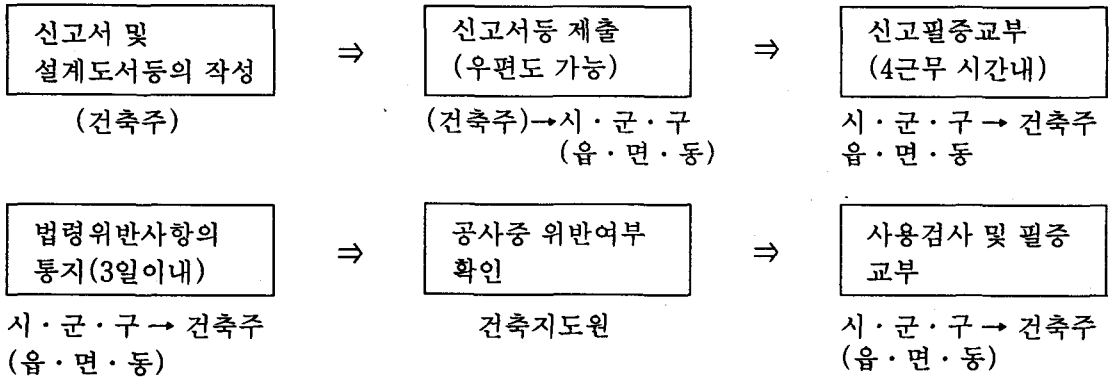 신고서 및
설계도서등의 작성
(건축주)
⇒
신고서등 제출
(우편도 가능)
(건축주)→시·군·구
(읍·면·동)
⇒
신고필증교부
(4근무 시간내)
시·군·구→ 건축주
읍·면·동
법령위반사항의
통지(3일이내)
시·군·구→ 건축주
(읍·면·동)
⇒
공사중 위반여부
확인
건축지도원
⇒
사용검사 및 필증
교부
시·군·구→ 건축주
(읍·면·동)